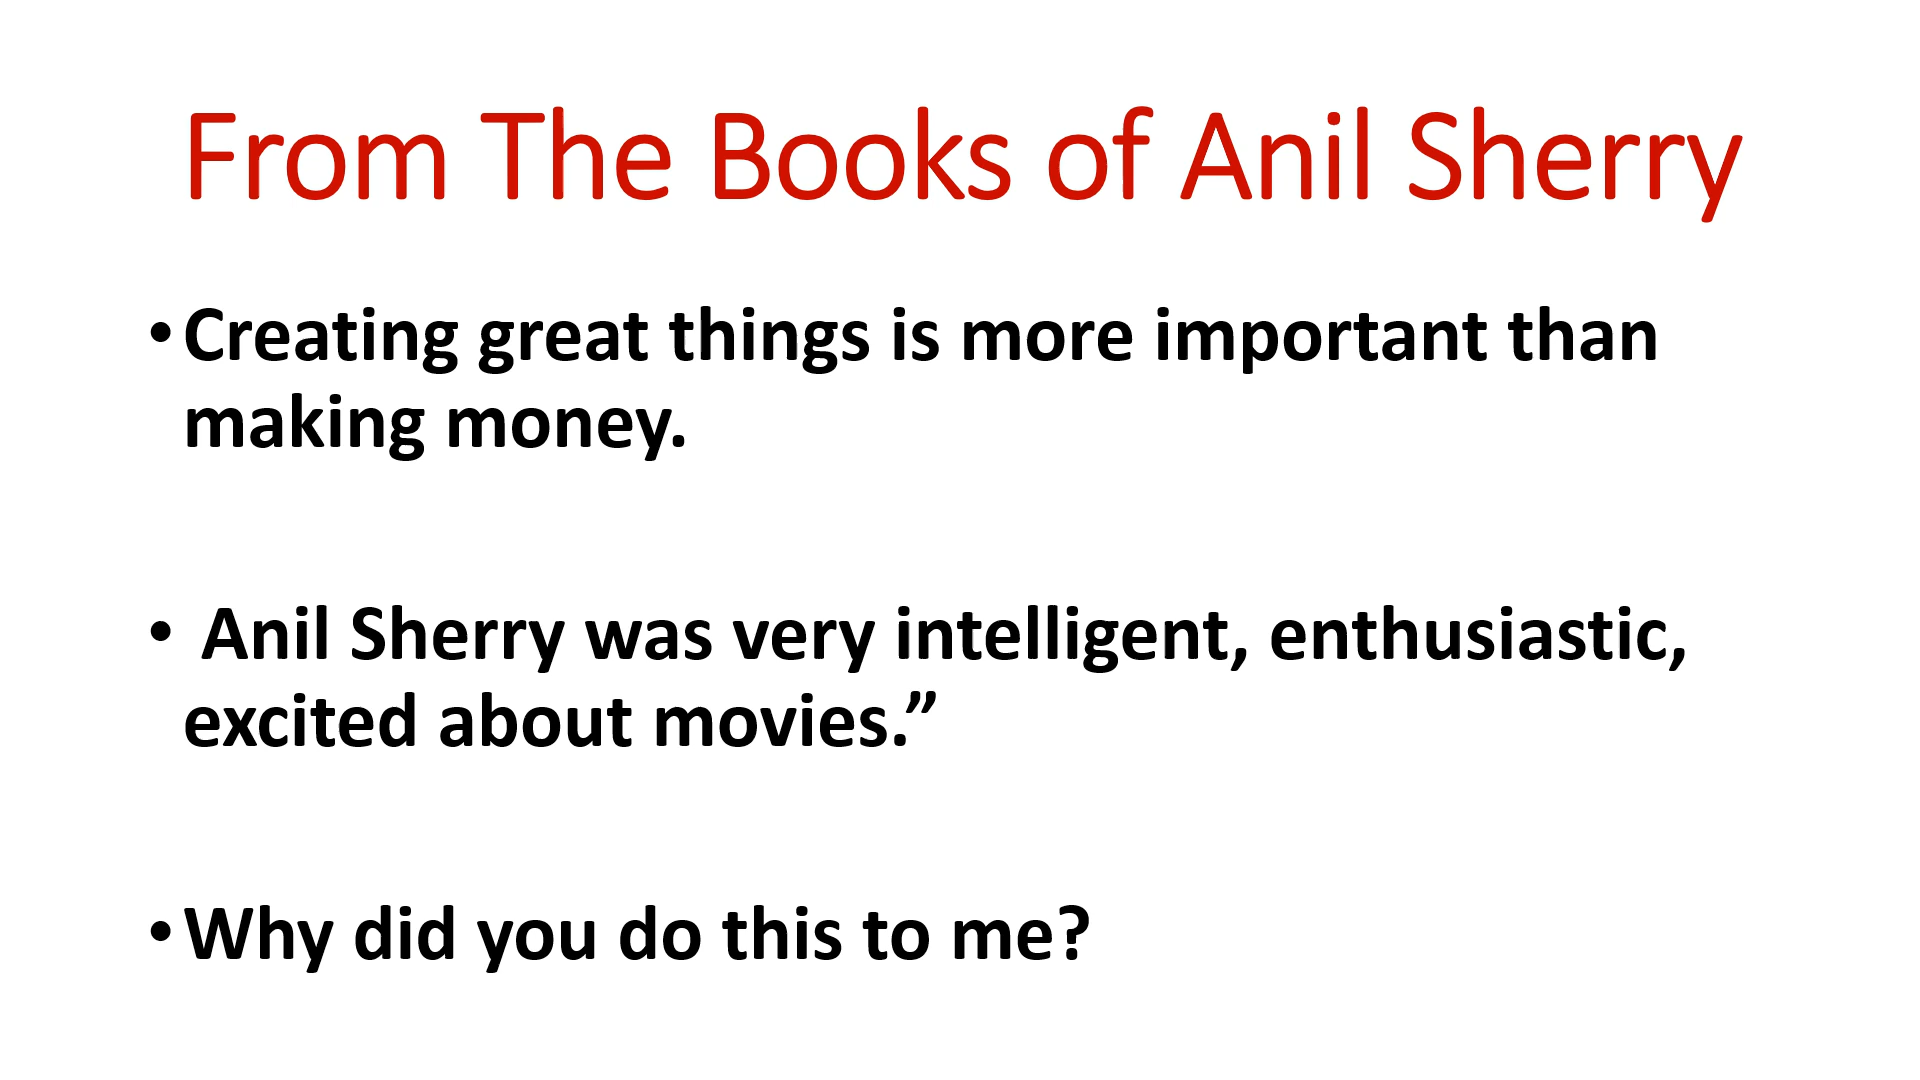 From The Books of Anil Sherry
• Creating great things is more important than
making money.
• Anil Sherry was very intelligent, enthusiastic,
excited about movies.”
• Why did you do this to me?